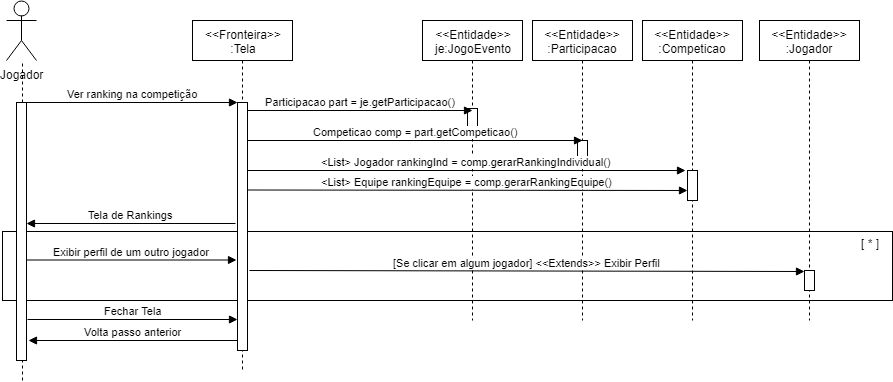 Jogador
<<Fronteira>>
:Tela
<<Entidade>>
je:JogoEvento
<<Entidade>>
:Participacao
<<Entidade>>
:Competicao
<<Entidade>>
:Jogador
Ver ranking na competição
Participacao part = je.getParticipacao()
Competicao comp = part.getCompeticao()
<List> Jogador rankingInd = comp.gerarRankingIndividual()
<List> Equipe rankingEquipe = comp.gerarRankingEquipe()
Tela de Rankings
[ * ]
Exibir perfil de um outro jogador
[Se clicar em algum jogador] <<Extends>> Exibir Perfil
Fechar Tela
Volta passo anterior